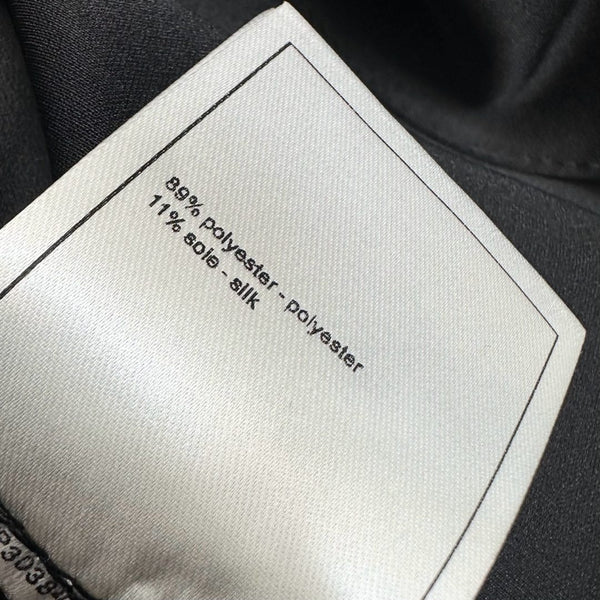 89% polyester - polyester
11% soie - silk